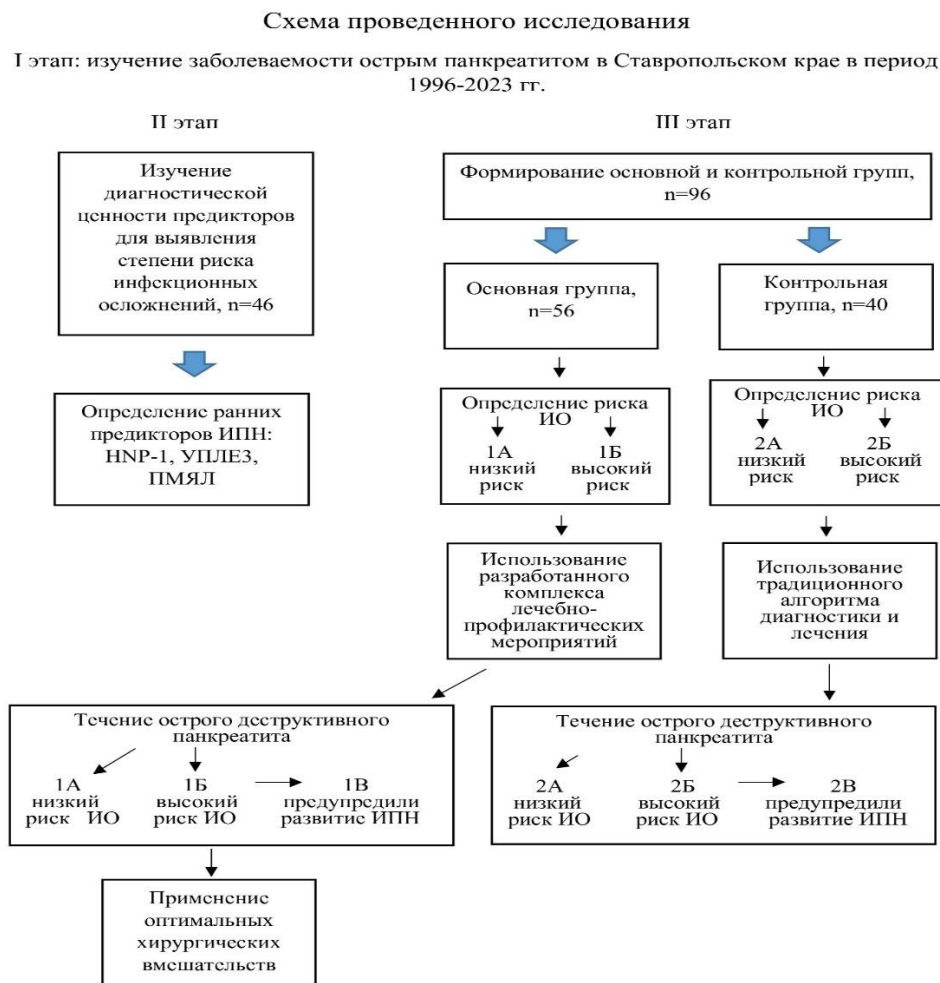 Схема проведенного исследования
I этап: изучение заболеваемости острым панкреатитом в Ставропольском крае в период
1996-2023 гг.
II этап
Изучение
диагностической
ценности предикторов
для выявления
степени риска
инфекционных
осложнений, n=46
Определение ранних
предикторов ИПН:
HNP-1, УПЛЕ3,
ПМЯЛ
III этап
Формирование основной и контрольной групп,
n=96
Основная группа,
n=56
Контрольная
группа, n=40
Определение риска
ИО
1А
низкий
риск
1Б
высокий
риск
Определение риска
ИО
2А
низкий
риск
2Б
высокий
риск
Использование
разработанного
комплекса
лечебно-
профилактических
мероприятий
Использование
традиционного
алгоритма
диагностики и
лечения
Течение острого деструктивного
панкреатита
1А
низкий
риск ИО
1Б
высокий
риск ИО
1В
предупредили
развитие ИПН
Течение острого деструктивного
панкреатита
2А
низкий
риск ИО
2Б
высокий
риск ИО
2В
предупредили
развитие ИПН
Применение
оптимальных
хирургических
вмешательств